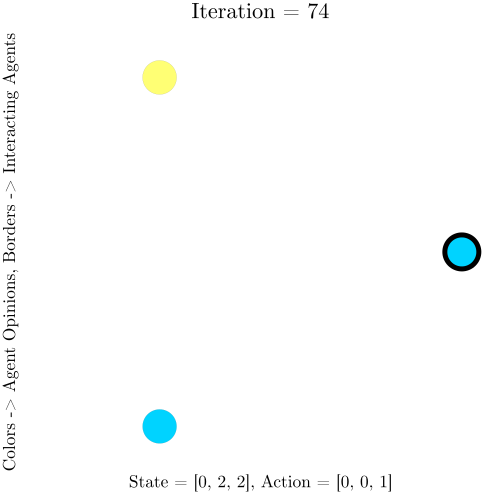 Iteration = 74
Colors -> Agent Opinions, Borders -> Interacting Agents
State = [0, 2, 2], Action = [0, 0, 1]